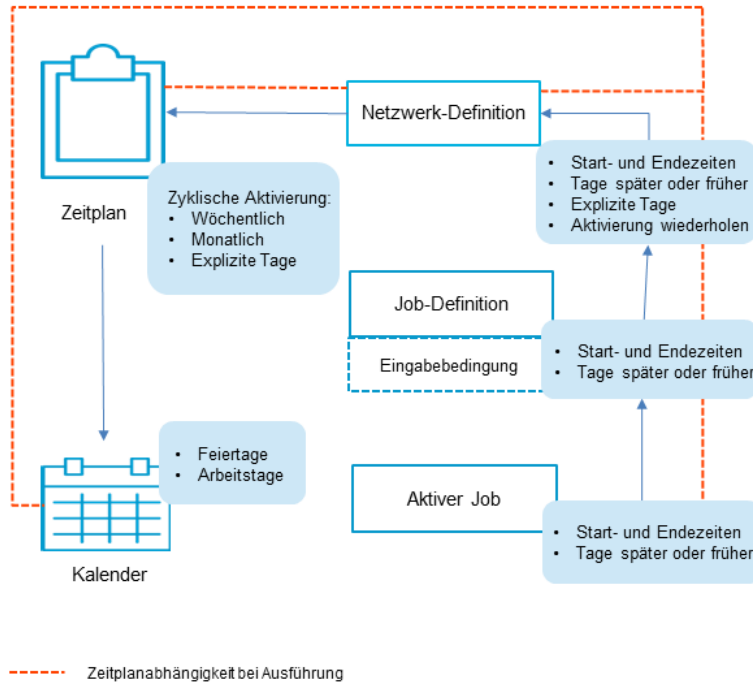 Netzwerk-Definition
Zeitplan
Zyklische Aktivierung:
• Wöchentlich
• Monatlich
• Explizite Tage
• Start- und Endezeiten
• Tage später oder früher
• Explizite Tage
• Aktivierung wiederholen
Job-Definition
Eingabebedingung
• Start- und Endezeiten
• Tage später oder früher
• Feiertage
• Arbeitstage
Kalender
Aktiver Job
• Start- und Endezeiten
• Tage später oder früher
Zeitplanabhängigkeit bei Ausführung